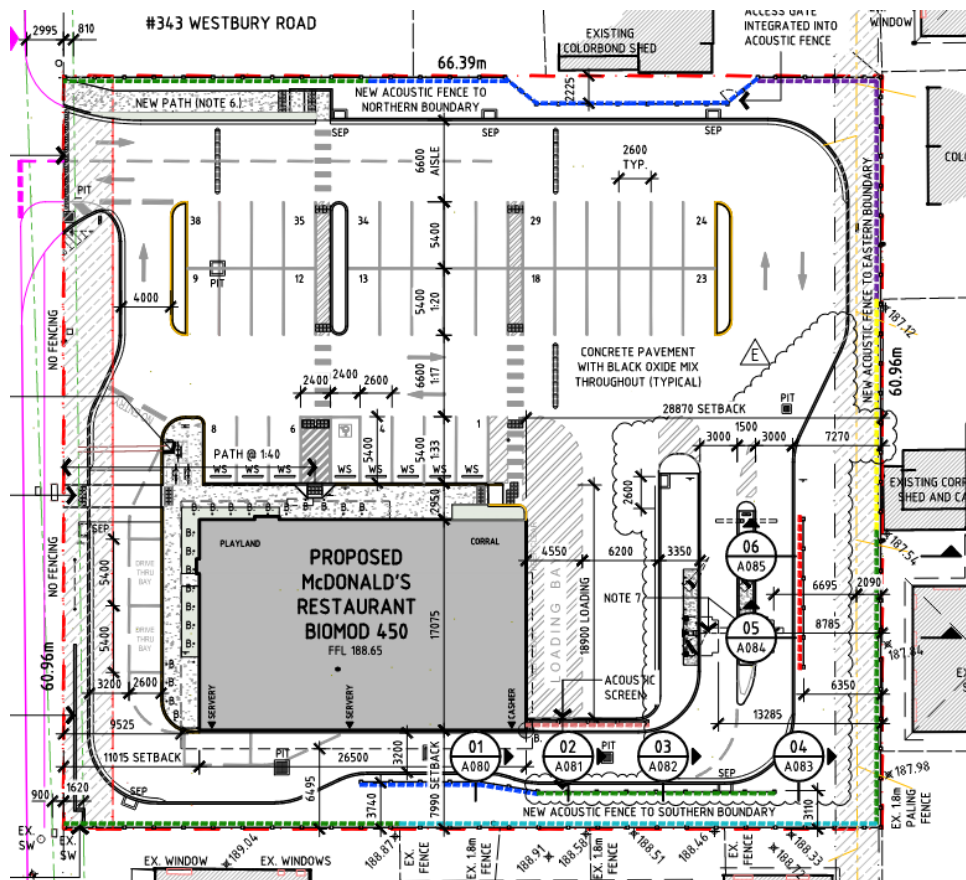 #343 WESTBURY ROAD
ACCESS GATE
INTEGRATED INTO
ACOUSTIC FENCE
WINDOW
2995
810
EXISTING
COLORBOND SHED
66.39m
2225
NEW PATH (NOTE 6.)
NEW ACOUSTIC FENCE TO
NORTHERN BOUNDARY
SEP
SEP
SEP
6600
AISLE
2600
TYP.
NEW ACOUSTIC FENCE TO EASTERN BOUNDARY
PIT
38
35
34
29
24
5400
9
PIT
12
13
18
23
5400
1:20
4000
187.12
NO FENCING
60.96m
E
CONCRETE PAVEMENT
WITH BLACK OXIDE MIX
THROUGHOUT (TYPICAL)
6600
1:17
2400
2400
2600
PIT
28870 SETBACK
1500
3000
3000
7270
8
6
1
5400
5400
1:33
PATH @ 1:40
WS
WS
WS
WS
WS
WS
2600
2950
EXISTING CORR
SHED AND CA
SEP
B.
B.
B.
B.
B.
PLAYLAND
CORRAL
PROPOSED
McDONALD'S
RESTAURANT
BIOMOD 450
FFL 188.65
4550
6200
3350
06
A085
187.54
NO FENCING
5400
DRIVE
THRU
BAY
5400
DRIVE
THRU
BAY
17075
LOADING BA
18900 LOADING
NOTE 7
05
A084
6695
2090
8785
187.84
60.96m
3200
2600
9525
SERVERY
SERVERY
CASHIER
ACOUSTIC
SCREEN
6350
13285
11015 SETBACK
PIT
26500
3200
01
A080
02
A081
PIT
03
A082
04
A083
SEP
SEP
6495
3740
7990 SETBACK
NEW ACOUSTIC FENCE TO SOUTHERN BOUNDARY
3110
187.98
EX. 1.8m
PALING
FENCE
900
1620
EX.
SW
EX.
SW
EX. WINDOW
189.04
EX. WINDOWS
188.87
EX.
FENCE
EX. 1.8m
FENCE
188.91
188.58
EX. 1.8m
FENCE
188.51
188.46
EX.
FENCE
188.72
188.33